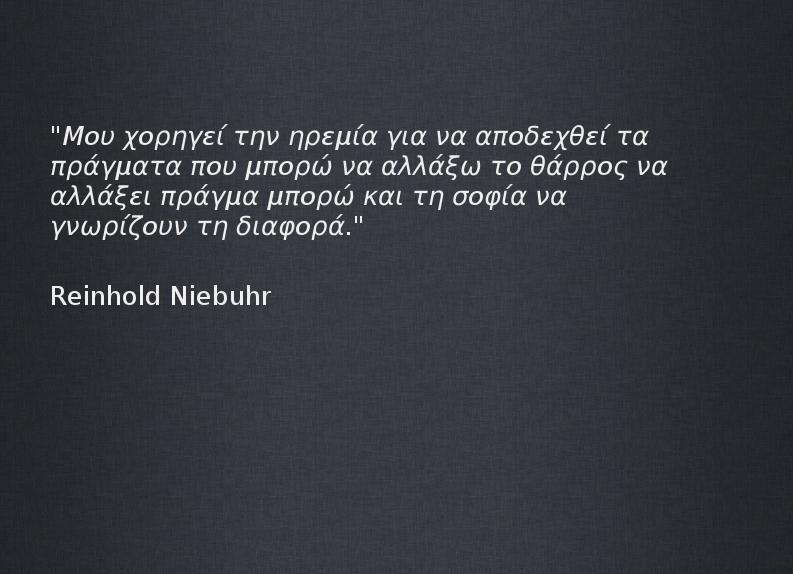 "Μου χορηγεί την ηρεμία για να αποδεχθεί τα
πράγματα που μπορώ να αλλάξω το θάρρος να
αλλάξει πράγμα μπορώ και τη σοφία να
γνωρίζουν τη διαφορά."
Reinhold Niebuhr